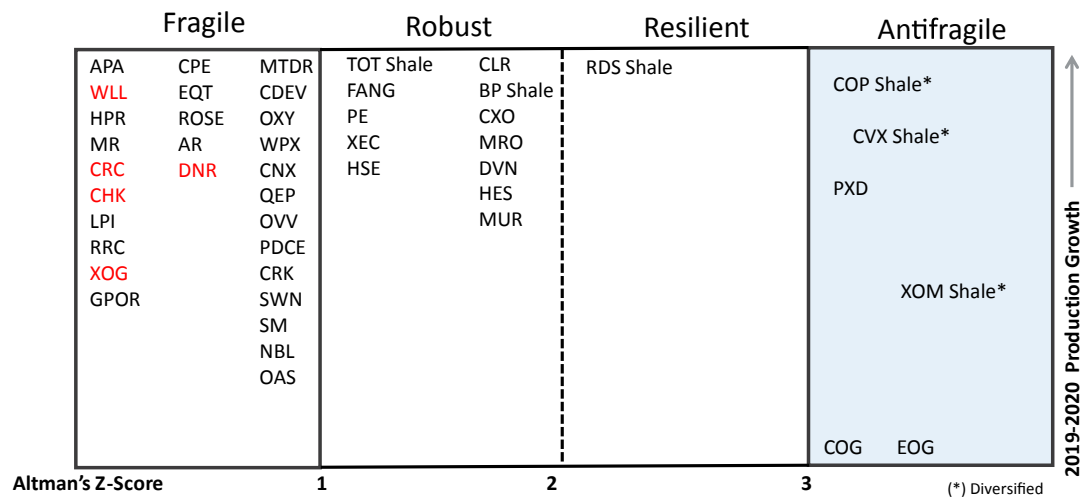 Fragile
Robust
Resilient
Antifragile
APA CPE MTDR
WLL EQT CDEV
HPR ROSE OXY
MR AR WPX
CRC DNR CNX
CHK QEP
LPI OVV
RRC PDCE
XOG CRK
GPOR SWN
SM
NBL
OAS
TOT Shale CLR
FANG BP Shale
PE CXO
XEC MRO
HSE DVN
HES
MUR
RDS Shale
COP Shale*
CVX Shale*
PXD
XOM Shale*
COG EOG
2019-2020 Production Growth
Altman’s Z-Score 1 2 3
(*) Diversified